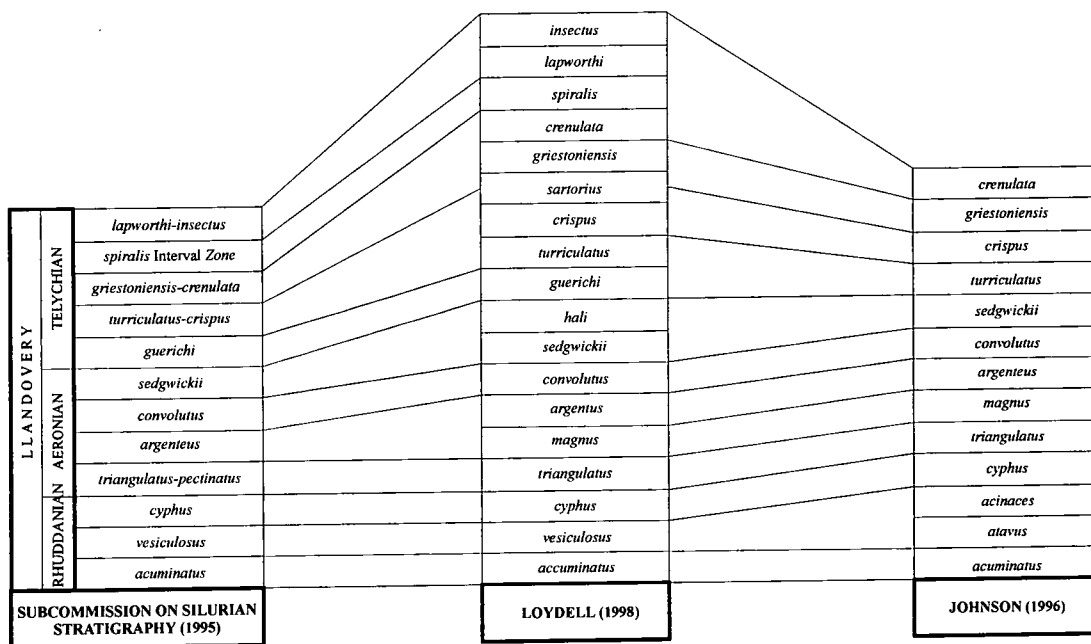 LLANDOVERY
TELYCHIAN
AERONIAN
RHUDDANIAN
lapworthi-insectus
spiralis Interval Zone
griestoniensis-crenulata
turriculatus-crispus
guerichi
sedgwickii
convolutus
argenteus
triangulatus-pectinatus
cyphus
vesiculosus
acuminatus
SUBCOMMISSION ON SILURIAN
STRATIGRAPHY (1995)
insectus
lapworthi
spiralis
crenulata
griestoniensis
sartorius
crispus
turriculatus
guerichi
hali
sedgwickii
convolutus
argentus
magnus
triangulatus
cyphus
vesiculosus
accuminatus
LOYDELL (1998)
crenulata
griestoniensis
crispus
turriculatus
sedgwickii
convolutus
argenteus
magnus
triangulatus
cyphus
acinaces
atavus
acuminatus
JOHNSON (1996)